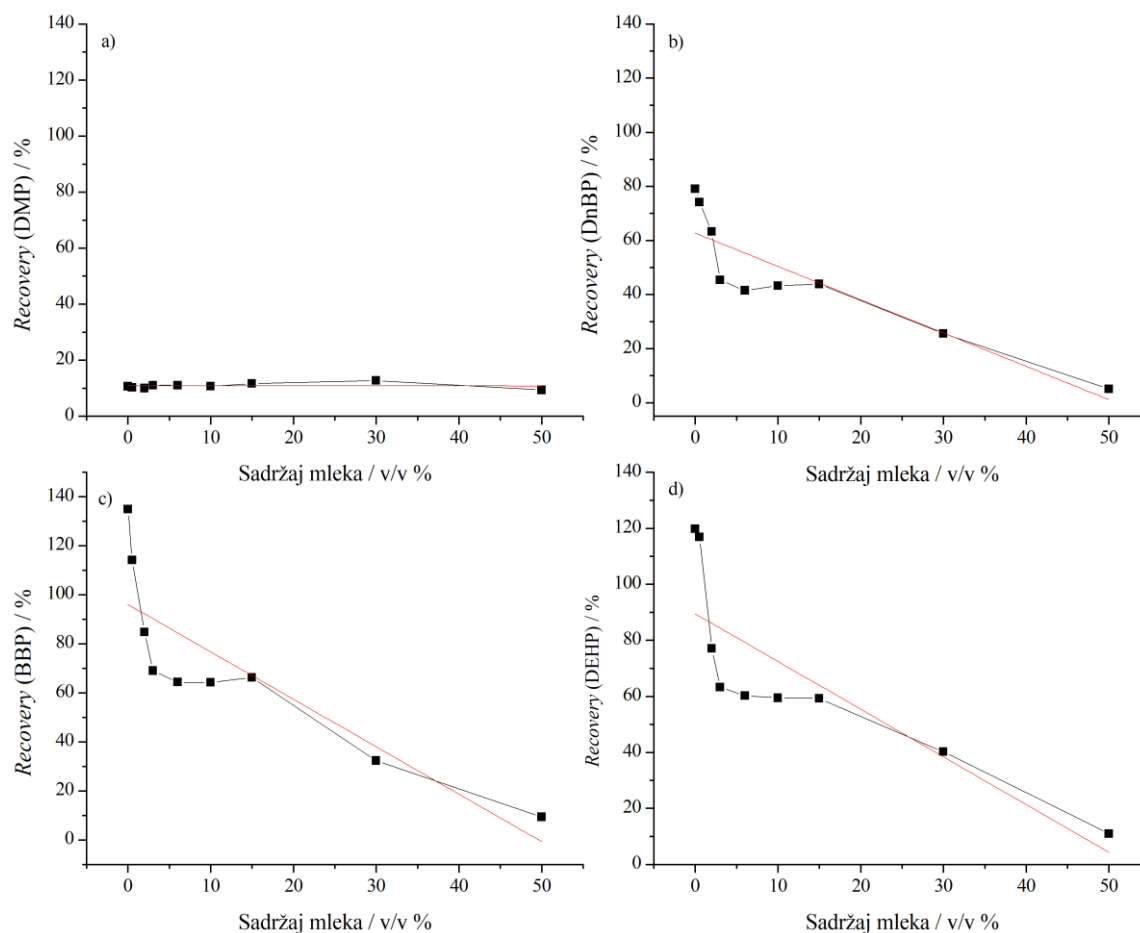 a)
140
120
100
80
60
40
20
0
Recovery (DMP) / %
0 10 20 30 40 50
Sadržaj mleka / v/v %
b)
140
120
100
80
60
40
20
0
Recovery (DnBP) / %
0 10 20 30 40 50
Sadržaj mleka / v/v %
c)
140
120
100
80
60
40
20
0
Recovery (BBP) / %
0 10 20 30 40 50
Sadržaj mleka / v/v %
d)
140
120
100
80
60
40
20
0
Recovery (DEHP) / %
0 10 20 30 40 50
Sadržaj mleka / v/v %